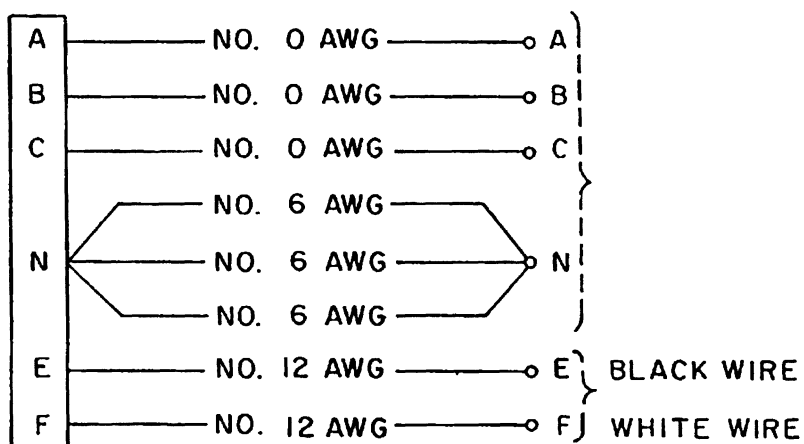 A NO. 0 AWG A
B NO. 0 AWG B
C NO. 0 AWG C
NO. 6 AWG
N NO. 6 AWG N
NO. 6 AWG
E NO. 12 AWG E BLACK WIRE
F NO. 12 AWG F WHITE WIRE